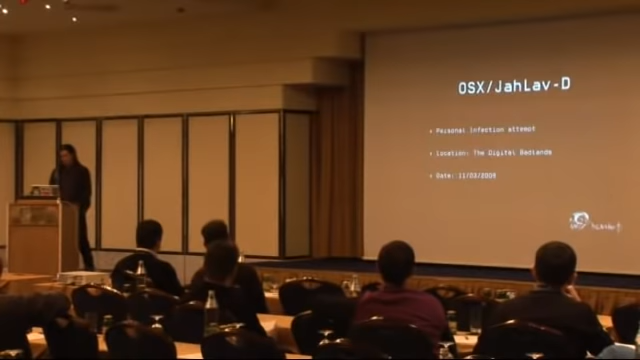 OSX/JahLav-D
Personal infection attempt
Location: The Digital Badlands
Date: 11/03/2009